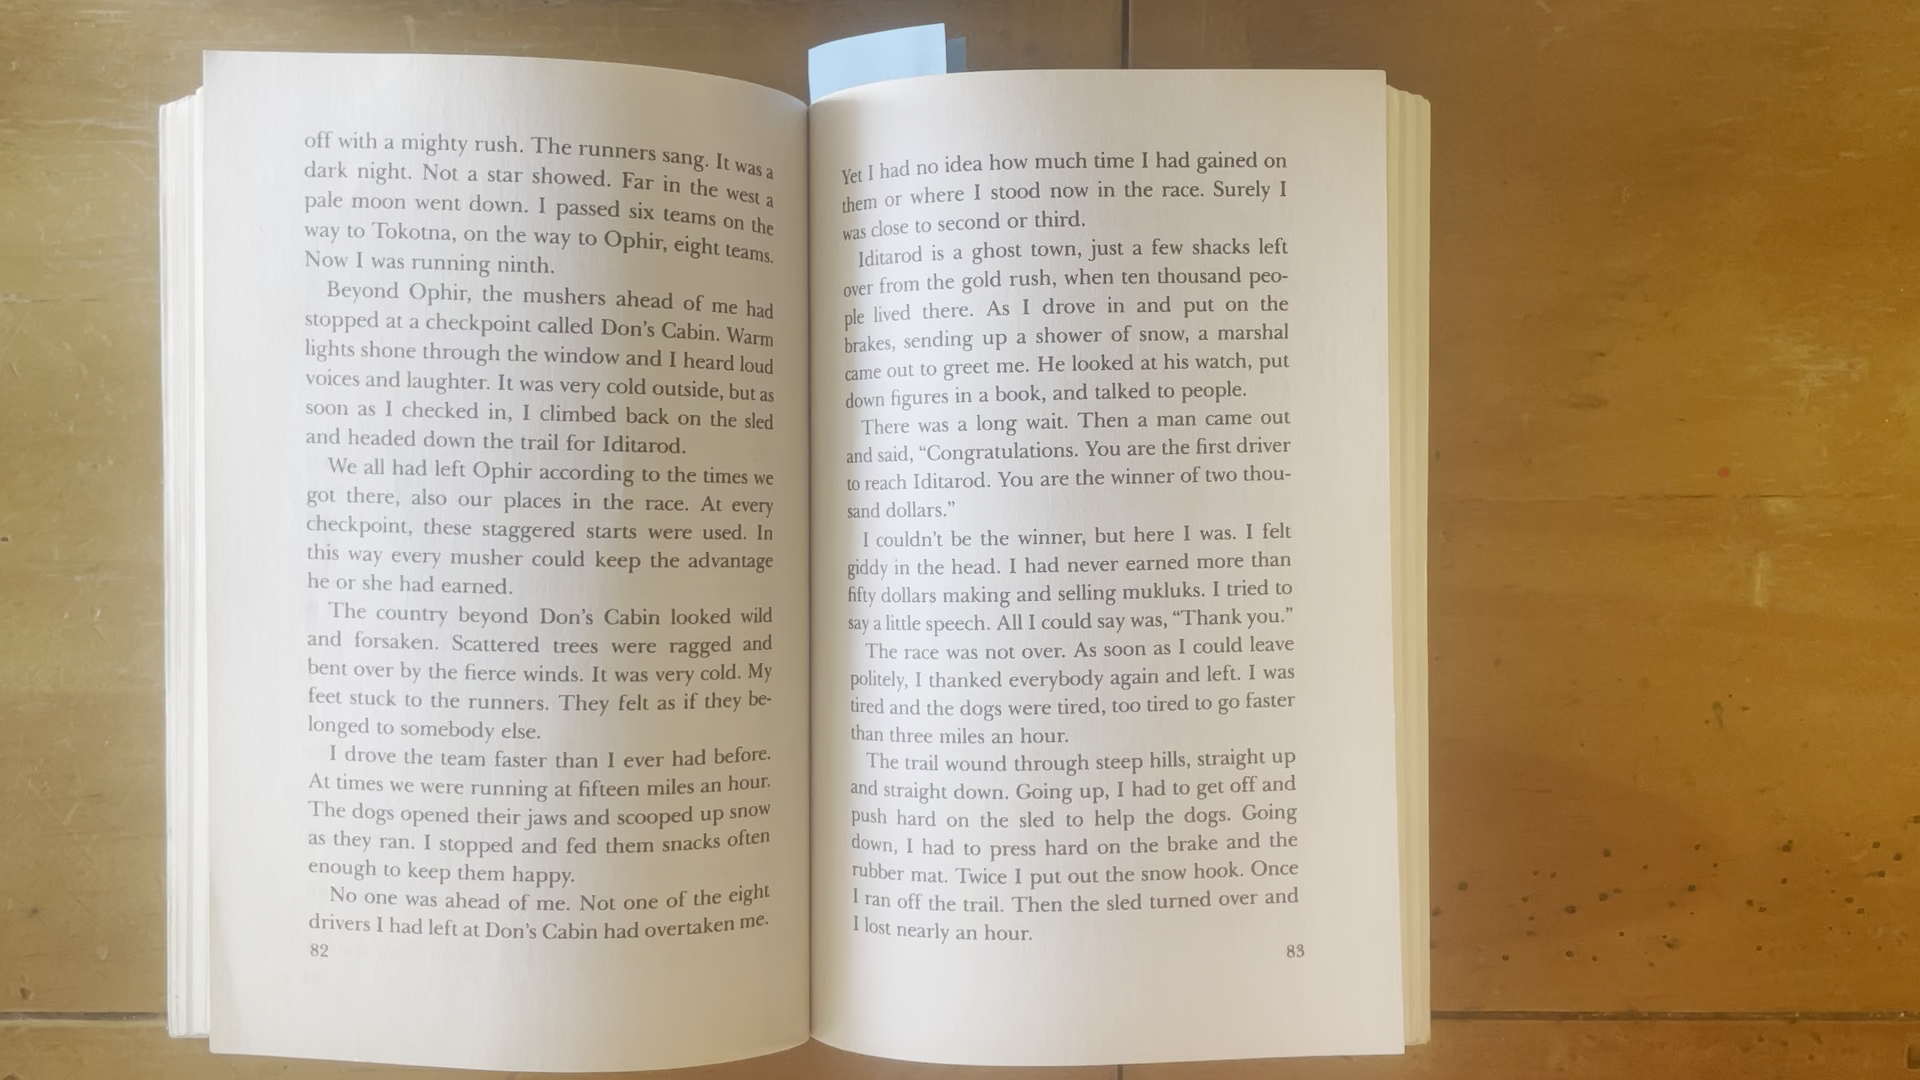 off with a mighty rush. The runners sang. It was a
dark night. Not a star showed. Far in the west a
pale moon went down. I passed six teams on the
way to Tokotna, on the way to Ophir, eight teams.
Now I was running ninth.
Beyond Ophir, the mushers ahead of me had
stopped at a checkpoint called Don's Cabin. Warm
lights shone through the window and I heard loud
voices and laughter. It was very cold outside, but as
soon as I checked in, I climbed back on the sled
and headed down the trail for Iditarod.
We all had left Ophir according to the times we
got there, also our places in the race. At every
checkpoint, these staggered starts were used. In
this way every musher could keep the advantage
he or she had earned.
The country beyond Don's Cabin looked wild
and forsaken. Scattered trees were ragged and
bent over by the fierce winds. It was very cold. My
feet stuck to the runners. They felt as if they be-
longed to somebody else.
I drove the team faster than I ever had before.
At times we were running at fifteen miles an hour.
The dogs opened their jaws and scooped up snow
as they ran. I stopped and fed them snacks often
enough to keep them happy.
No one was ahead of me. Not one of the eight
drivers I had left at Don's Cabin had overtaken me.
82
Yet I had no idea how much time I had gained on
them or where I stood now in the race. Surely I
was close to second or third.
Iditarod is a ghost town, just a few shacks left
over from the gold rush, when ten thousand peo-
ple lived there. As I drove in and put on the
brakes, sending up a shower of snow, a marshal
came out to greet me. He looked at his watch, put
down figures in a book, and talked to people.
There was a long wait. Then a man came out
and said, “Congratulations. You are the first driver
to reach Iditarod. You are the winner of two thou-
sand dollars.”
I couldn't be the winner, but here I was. I felt
giddy in the head. I had never earned more than
fifty dollars making and selling mukluks. I tried to
say a little speech. All I could say was, “Thank you.”
The race was not over. As soon as I could leave
politely, I thanked everybody again and left. I was
tired and the dogs were tired, too tired to go faster
than three miles an hour.
The trail wound through steep hills, straight up
and straight down. Going up, I had to get off and
push hard on the sled to help the dogs. Going
down, I had to press hard on the brake and the
rubber mat. Twice I put out the snow hook. Once
I ran off the trail. Then the sled turned over and
I lost nearly an hour.
83